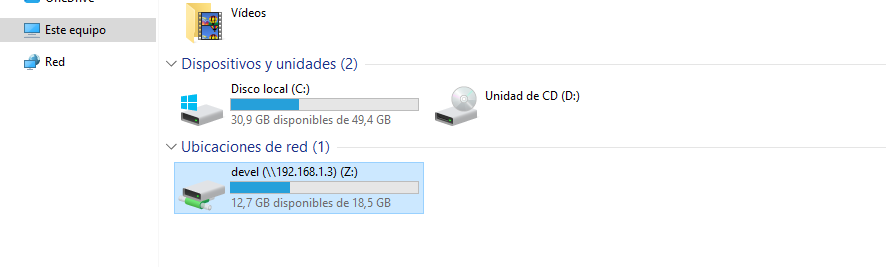 OneDrive
Este equipo
Red
Vídeos
Dispositivos y unidades (2)
Disco local (C:)
30,9 GB disponibles de 49,4 GB
Unidad de CD (D:)
Ubicaciones de red (1)
devel (\\192.168.1.3) (Z:)
12,7 GB disponibles de 18,5 GB